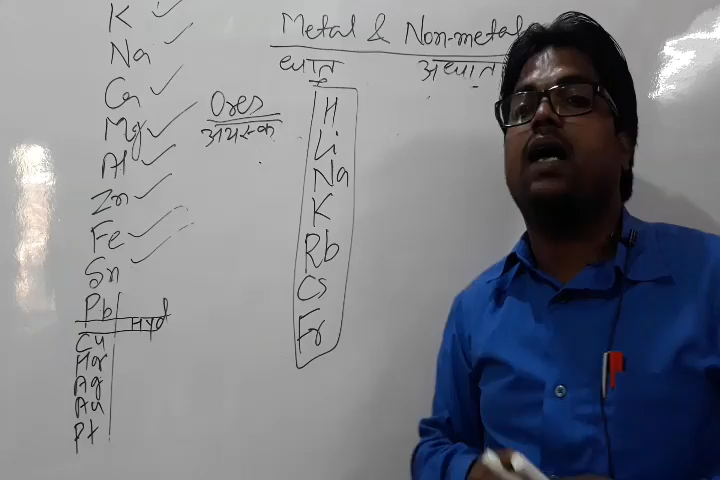 Metal & Non-metal
धातु अधातु
K
Na
Ca
Mg
Al
Zn
Fe
Sn
Pb
Hyd
Cu
Hg
Ag
Au
Pt
Ores
अयस्क
H
Li
Na
K
Rb
Cs
Fr